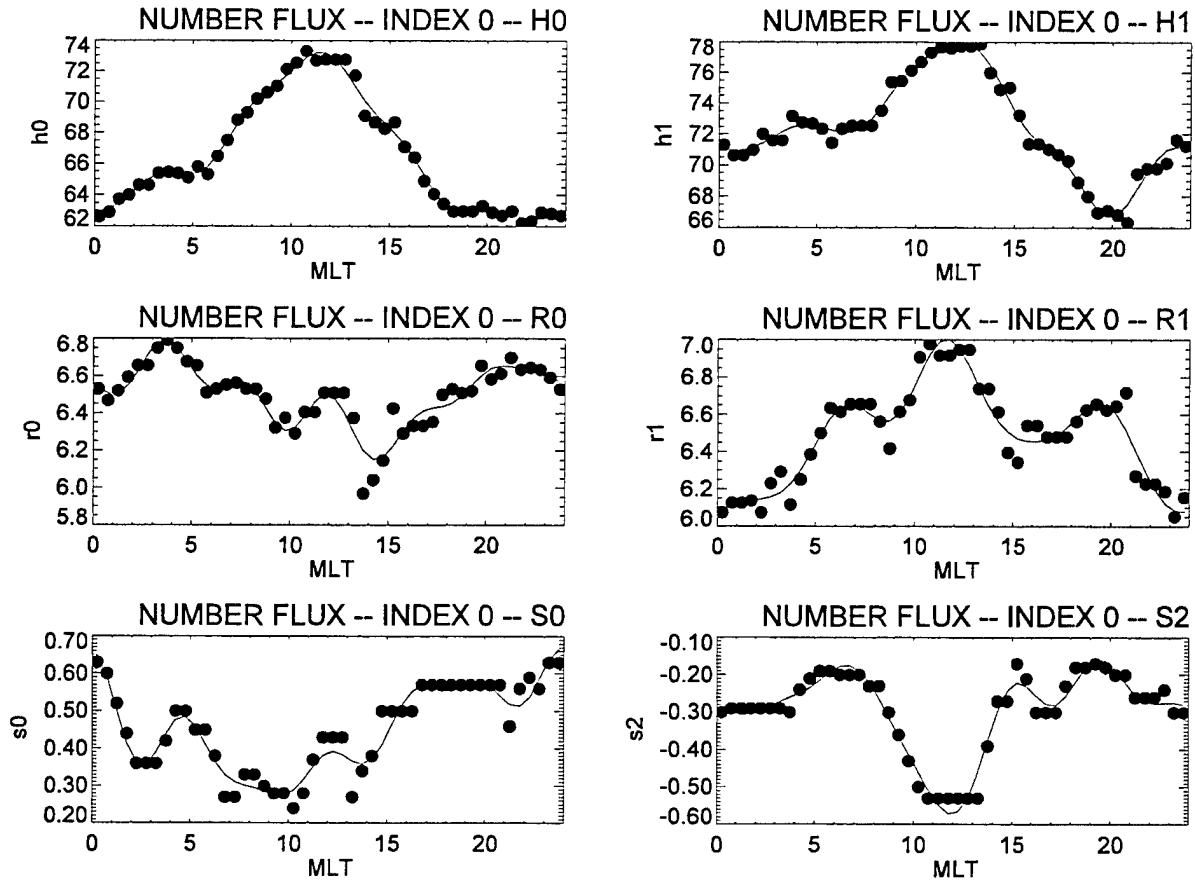 NUMBER FLUX -- INDEX 0 -- H0
74
72
70
68
66
64
62
h0
0 5 10 15 20
MLT
NUMBER FLUX -- INDEX 0 -- H1
78
76
74
72
70
68
66
h1
0 5 10 15 20
MLT
NUMBER FLUX -- INDEX 0 -- R0
6.8
6.6
6.4
6.2
6.0
5.8
r0
0 5 10 15 20
MLT
NUMBER FLUX -- INDEX 0 -- R1
7.0
6.8
6.6
6.4
6.2
6.0
r1
0 5 10 15 20
MLT
NUMBER FLUX -- INDEX 0 -- S0
0.70
0.60
0.50
0.40
0.30
0.20
s0
0 5 10 15 20
MLT
NUMBER FLUX -- INDEX 0 -- S2
-0.10
-0.20
-0.30
-0.40
-0.50
-0.60
s2
0 5 10 15 20
MLT